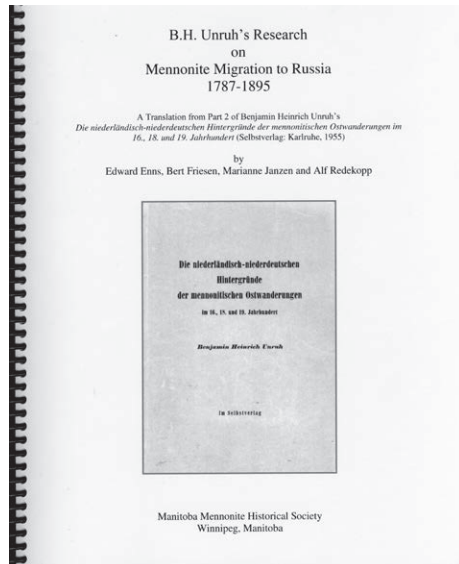 B.H. Unruh's Research
on
Mennonite Migration to Russia
1787-1895
A Translation from Part 2 of Benjamin Heinrich Unruh's
Die niederländisch-niederdeutschen Hintergründe der mennonitischen Ostwanderungen im
16., 18. und 19. Jahrhundert (Selbstverlag: Karlruhe, 1955)
by
Edward Enns, Bert Friesen, Marianne Janzen and Alf Redekopp
Die niederländisch-niederdeutschen
Hintergründe
der mennonitischen Ostwanderungen
im 16., 18. und 19. Jahrhundert
Benjamin Heinrich Unruh
Im Selbstverlag
Manitoba Mennonite Historical Society
Winnipeg, Manitoba